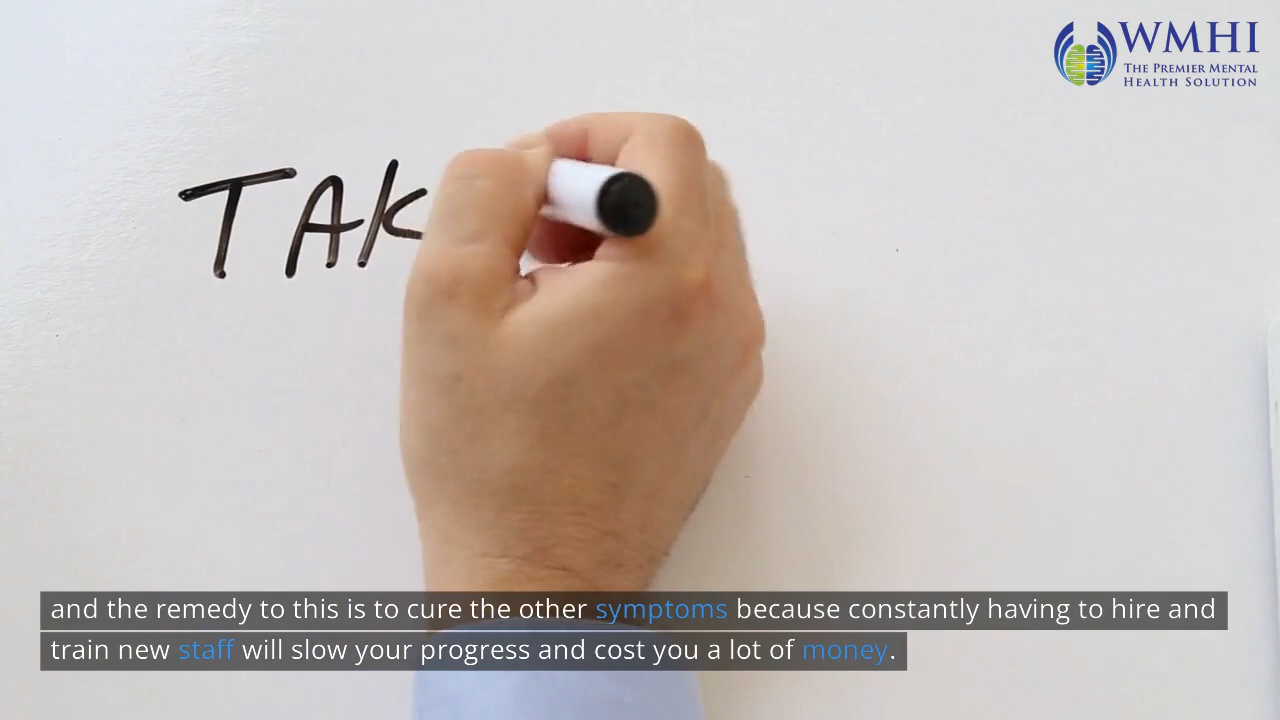 WMHI
THE PREMIER MENTAL
HEALTH SOLUTION
TAK
and the remedy to this is to cure the other symptoms because constantly having to hire and
train new staff will slow your progress and cost you a lot of money.